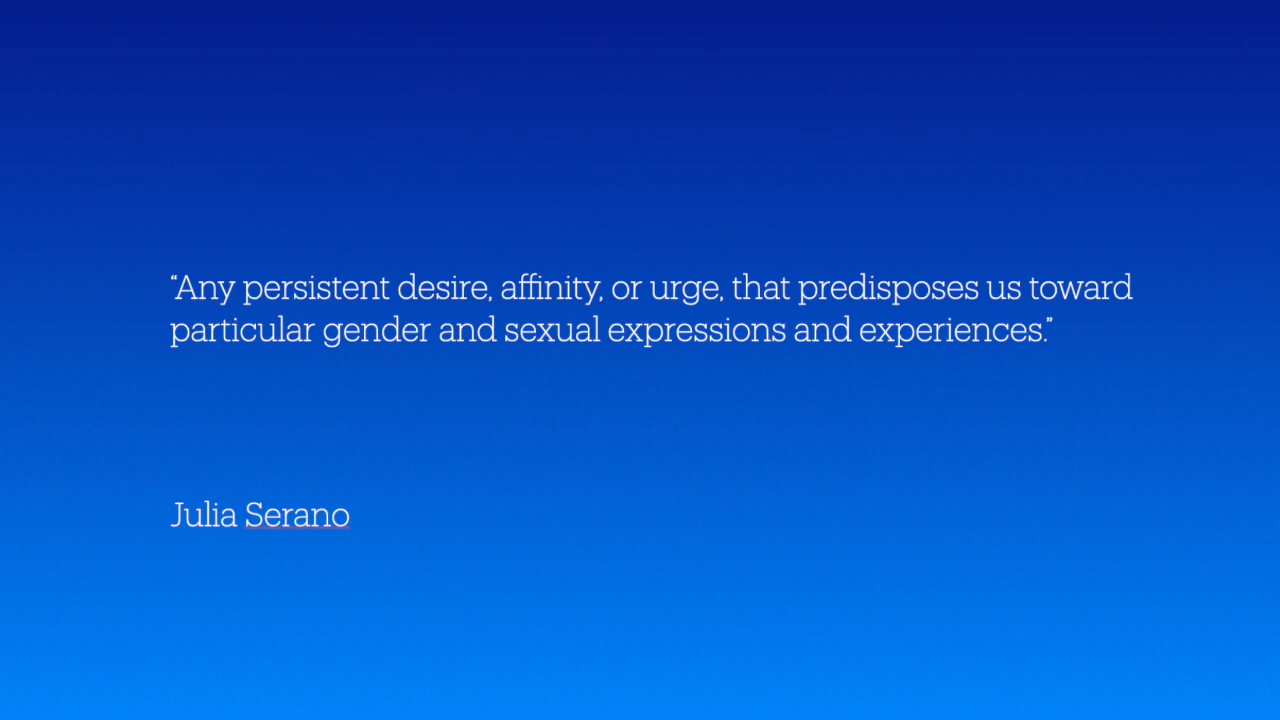 “Any persistent desire, affinity, or urge, that predisposes us toward
particular gender and sexual expressions and experiences.”
Julia Serano